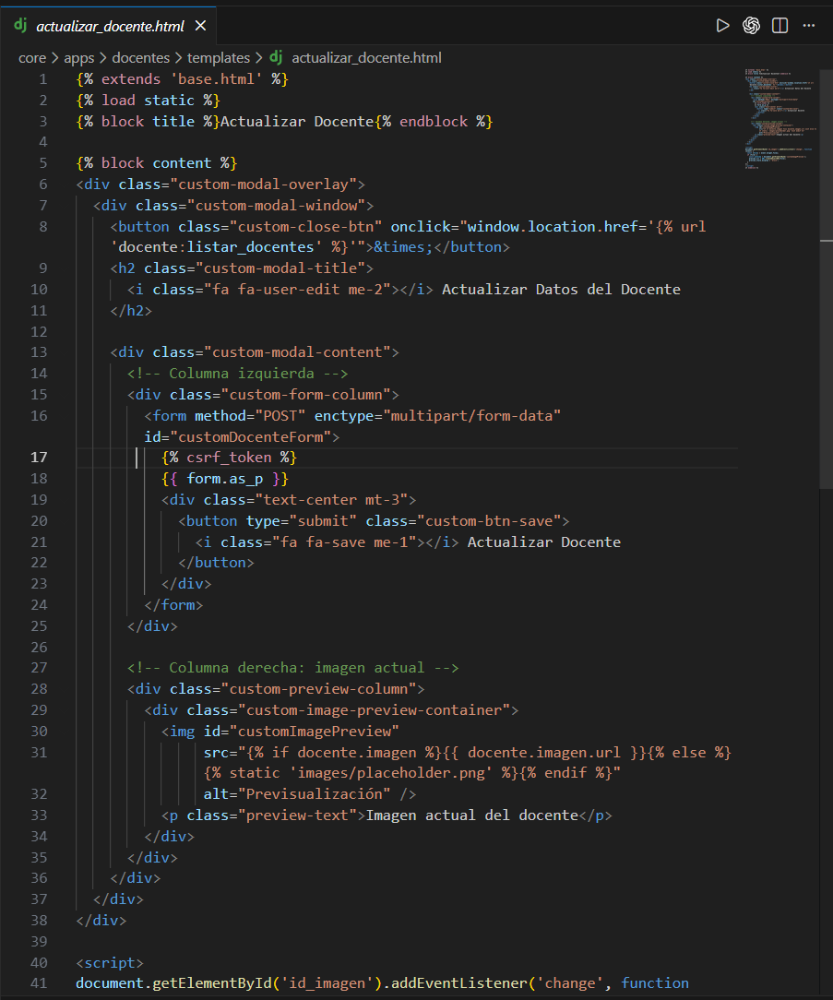 dj actualizar_docente.html ×
core > apps > docentes > templates > dj actualizar_docente.html
1 {% extends 'base.html' %}
2 {% load static %}
3 {% block title %}Actualizar Docente{% endblock %}
4
5 {% block content %}
6 <div class="custom-modal-overlay">
7 <div class="custom-modal-window">
8 <button class="custom-close-btn" onclick="window.location.href='{% url
'docente:listar_docentes' %}'">&times;</button>
9 <h2 class="custom-modal-title">
10 <i class="fa fa-user-edit me-2"></i> Actualizar Datos del Docente
11 </h2>
12
13 <div class="custom-modal-content">
14 <!-- Columna izquierda -->
15 <div class="custom-form-column">
16 <form method="POST" enctype="multipart/form-data"
id="customDocenteForm">
17 {% csrf_token %}
18 {{ form.as_p }}
19 <div class="text-center mt-3">
20 <button type="submit" class="custom-btn-save">
21 <i class="fa fa-save me-1"></i> Actualizar Docente
22 </button>
23 </div>
24 </form>
25 </div>
26
27 <!-- Columna derecha: imagen actual -->
28 <div class="custom-preview-column">
29 <div class="custom-image-preview-container">
30 <img id="customImagePreview"
31 src="{% if docente.imagen %}{{ docente.imagen.url }}{% else %}
{% static 'images/placeholder.png' %}{% endif %}"
32 alt="Previsualización" />
33 <p class="preview-text">Imagen actual del docente</p>
34 </div>
35 </div>
36 </div>
37 </div>
38 </div>
39
40 <script>
41 document.getElementById('id_imagen').addEventListener('change', function